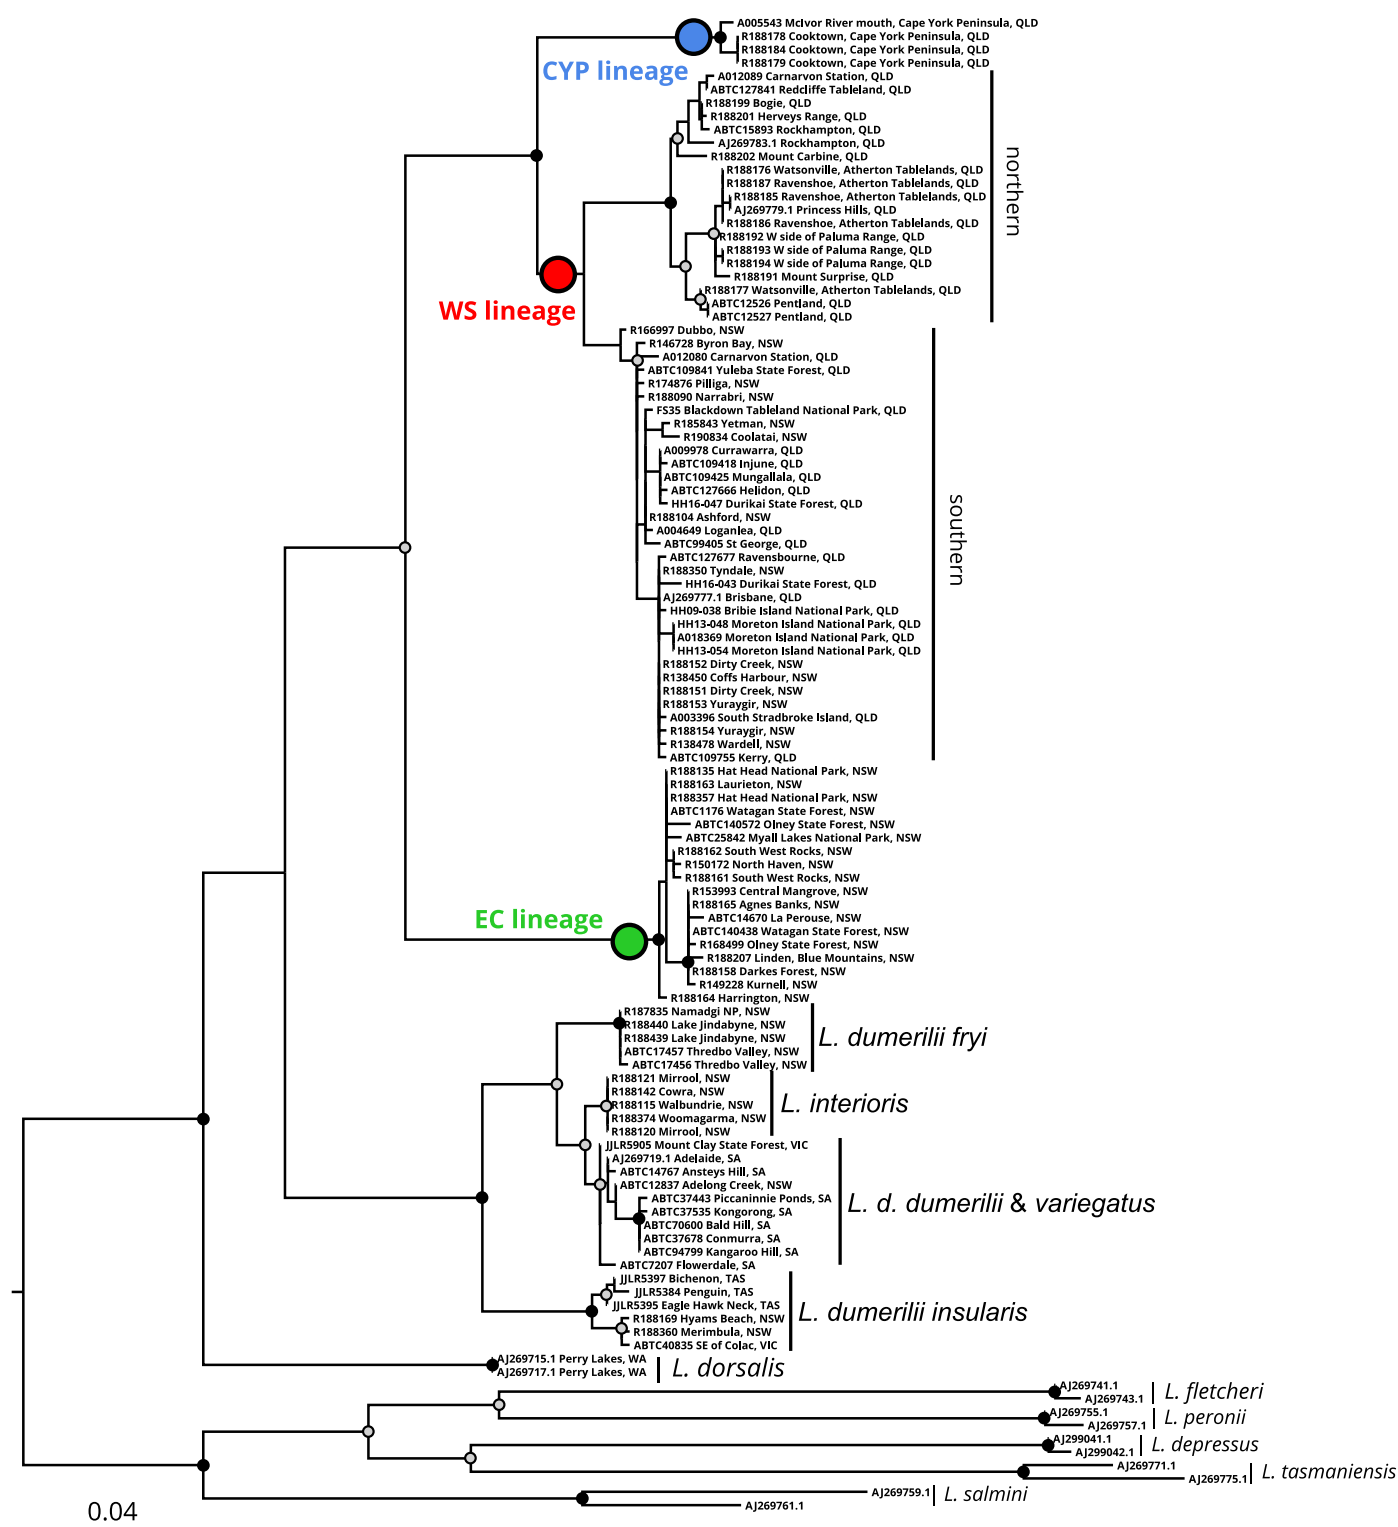 A005543 McIvor River mouth, Cape York Peninsula, QLD
R188178 Cooktown, Cape York Peninsula, QLD
R188184 Cooktown, Cape York Peninsula, QLD
R188179 Cooktown, Cape York Peninsula, QLD
CYP lineage
A012089 Carnarvon Station, QLD
ABTC127841 Redcliffe Tableland, QLD
R188199 Bogie, QLD
R188201 Herveys Range, QLD
ABTC15893 Rockhampton, QLD
AJ269783.1 Rockhampton, QLD
R188202 Mount Carbine, QLD
R188176 Watsonville, Atherton Tablelands, QLD
R188187 Ravenshoe, Atherton Tablelands, QLD
R188185 Ravenshoe, Atherton Tablelands, QLD
AJ269779.1 Princess Hills, QLD
R188186 Ravenshoe, Atherton Tablelands, QLD
R188192 W side of Paluma Range, QLD
R188193 W side of Paluma Range, QLD
R188194 W side of Paluma Range, QLD
R188191 Mount Surprise, QLD
R188177 Watsonville, Atherton Tablelands, QLD
ABTC12526 Pentland, QLD
ABTC12527 Pentland, QLD
northern
WS lineage
R166997 Dubbo, NSW
R146728 Byron Bay, NSW
A012080 Carnarvon Station, QLD
ABTC109841 Yuleba State Forest, QLD
R174876 Pilliga, NSW
R188090 Narrabri, NSW
FS35 Blackdown Tableland National Park, QLD
R185843 Yetman, NSW
R190834 Coolatai, NSW
A009978 Currawarra, QLD
ABTC109418 Injune, QLD
ABTC109425 Mungallala, QLD
ABTC127666 Helidon, QLD
HH16-047 Durikai State Forest, QLD
R188104 Ashford, NSW
A004649 Loganlea, QLD
ABTC99405 St George, QLD
ABTC127677 Ravensbourne, QLD
R188350 Tyndale, NSW
HH16-043 Durikai State Forest, QLD
AJ269777.1 Brisbane, QLD
HH09-038 Bribie Island National Park, QLD
HH13-048 Moreton Island National Park, QLD
A018369 Moreton Island National Park, QLD
HH13-054 Moreton Island National Park, QLD
R188152 Dirty Creek, NSW
R138450 Coffs Harbour, NSW
R188151 Dirty Creek, NSW
R188153 Yuraygir, NSW
A003396 South Stradbroke Island, QLD
R188154 Yuraygir, NSW
R138478 Wardell, NSW
ABTC109755 Kerry, QLD
southern
R188135 Hat Head National Park, NSW
R188163 Laurieton, NSW
R188357 Hat Head National Park, NSW
ABTC1176 Watagan State Forest, NSW
ABTC140572 Olney State Forest, NSW
ABTC25842 Myall Lakes National Park, NSW
R188162 South West Rocks, NSW
R150172 North Haven, NSW
R188161 South West Rocks, NSW
R153993 Central Mangrove, NSW
R188165 Agnes Banks, NSW
ABTC14670 La Perouse, NSW
ABTC140438 Watagan State Forest, NSW
R168499 Olney State Forest, NSW
R188207 Linden, Blue Mountains, NSW
R188158 Darkes Forest, NSW
R149228 Kurnell, NSW
R188164 Harrington, NSW
EC lineage
R187835 Namadgi NP, NSW
R188440 Lake Jindabyne, NSW
R188439 Lake Jindabyne, NSW
ABTC17457 Thredbo Valley, NSW
ABTC17456 Thredbo Valley, NSW
L. dumerilii fryi
R188121 Mirrool, NSW
R188142 Cowra, NSW
R188115 Walbundrie, NSW
R188374 Woomagarma, NSW
R188120 Mirrool, NSW
L. interioris
JJLR5905 Mount Clay State Forest, VIC
AJ269719.1 Adelaide, SA
ABTC14767 Ansteys Hill, SA
ABTC12837 Adelong Creek, NSW
ABTC37443 Piccaninnie Ponds, SA
ABTC37535 Kongorong, SA
ABTC70600 Bald Hill, SA
ABTC37678 Conmurra, SA
ABTC94799 Kangaroo Hill, SA
ABTC7207 Flowerdale, SA
L. d. dumerilii & variegatus
JJLR5397 Bichenon, TAS
JJLR5384 Penguin, TAS
JJLR5395 Eagle Hawk Neck, TAS
R188169 Hyams Beach, NSW
R188360 Merimbula, NSW
ABTC40835 SE of Colac, VIC
L. dumerilii insularis
AJ269715.1 Perry Lakes, WA
AJ269717.1 Perry Lakes, WA
L. dorsalis
AJ269741.1
AJ269743.1
L. fletcheri
AJ269755.1
AJ269757.1
L. peronii
AJ299041.1
AJ299042.1
L. depressus
AJ269771.1
AJ269775.1
L. tasmaniensis
AJ269759.1
AJ269761.1
L. salmini
0.04